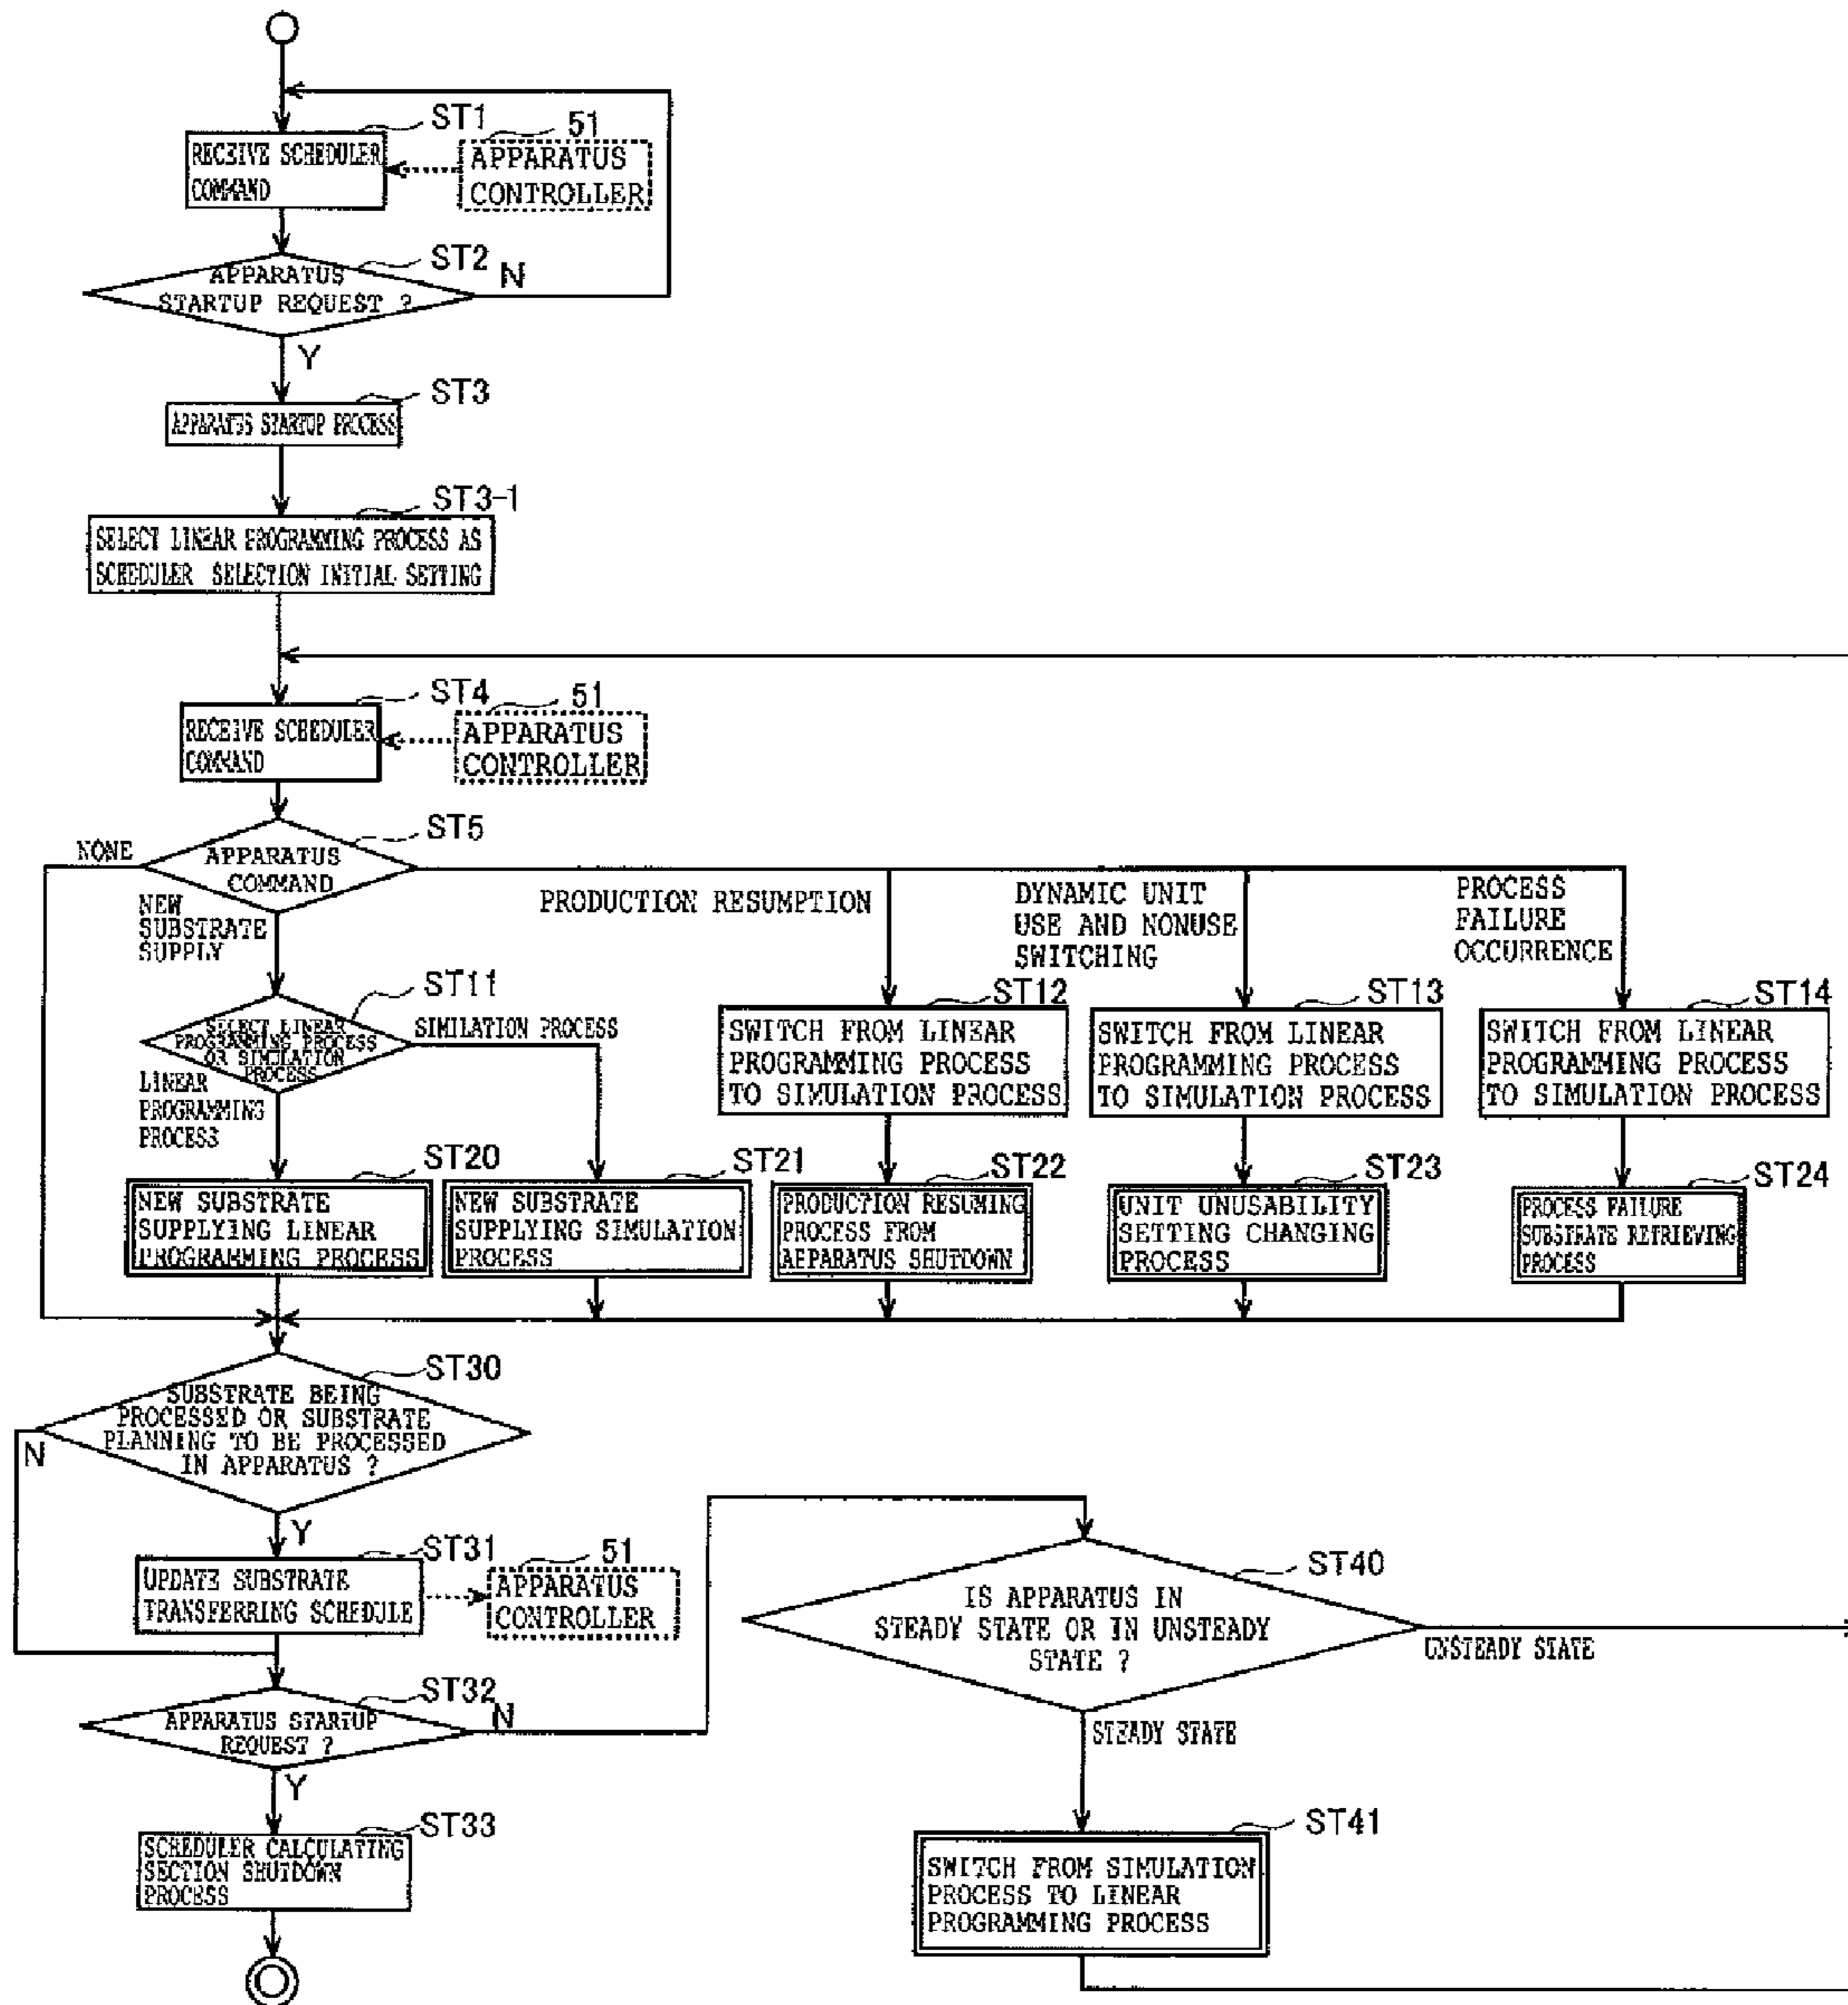 ST1
51
RECEIVE SCHEDULER
COMMAND
APPARATUS
CONTROLLER
ST2
APPARATUS
STARTUP REQUEST ?
N
Y
ST3
APPARATUS STARTUP PROCESS
ST3-1
SELECT LINEAR PROGRAMMING PROCESS AS
SCHEDULER SELECTION INITIAL SETTING
ST4
51
RECEIVE SCHEDULER
COMMAND
APPARATUS
CONTROLLER
ST5
NONE
APPARATUS
COMMAND
NEW
SUBSTRATE
SUPPLY
PRODUCTION RESUMPTION
DYNAMIC UNIT
USE AND NONUSE
SWITCHING
PROCESS
FAILURE
OCCURRENCE
ST11
SELECT LINEAR
PROGRAMMING PROCESS
OR SIMULATION
PROCESS
SIMILATION PROCESS
LINEAR
PROGRAMMING
PROCESS
ST12
SWITCH FROM LINEAR
PROGRAMMING PROCESS
TO SIMULATION PROCESS
ST13
SWITCH FROM LINEAR
PROGRAMMING PROCESS
TO SIMULATION PROCESS
ST14
SWITCH FROM LINEAR
PROGRAMMING PROCESS
TO SIMULATION PROCESS
ST20
NEW SUBSTRATE
SUPPLYING LINEAR
PROGRAMMING PROCESS
ST21
NEW SUBSTRATE
SUPPLYING SIMULATION
PROCESS
ST22
PRODUCTION RESUMING
PROCESS FROM
APPARATUS SHUTDOWN
ST23
UNIT UNUSABILITY
SETTING CHANGING
PROCESS
ST24
PROCESS FAILURE
SUBSTRATE RETRIEVING
PROCESS
ST30
SUBSTRATE BEING
PROCESSED OR SUBSTRATE
PLANNING TO BE PROCESSED
IN APPARATUS ?
N
Y
ST31
51
UPDATE SUBSTRATE
TRANSFERRING SCHEDULE
APPARATUS
CONTROLLER
ST32
APPARATUS STARTUP
REQUEST ?
N
Y
ST33
SCHEDULER CALCULATING
SECTION SHUTDOWN
PROCESS
ST40
IS APPARATUS IN
STEADY STATE OR IN UNSTEADY
STATE ?
UNSTEADY STATE
STEADY STATE
ST41
SWITCH FROM SIMULATION
PROCESS TO LINEAR
PROGRAMMING PROCESS